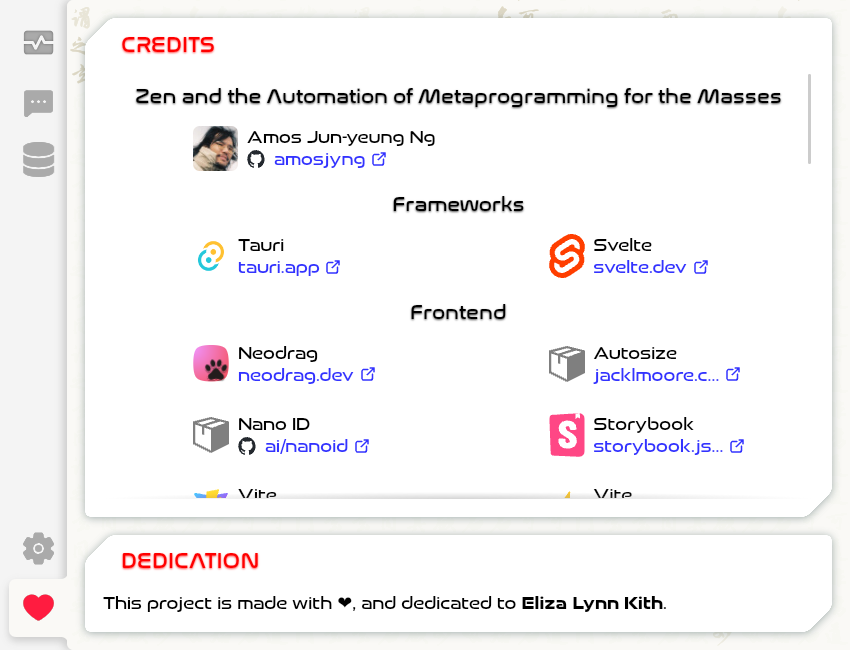 CREDITS
Zen and the Automation of Metaprogramming for the Masses
Amos Jun-yeung Ng
amosjyng
Frameworks
Tauri
tauri.app
Svelte
svelte.dev
Frontend
Neodrag
neodrag.dev
Autosize
jacklmoore.c...
Nano ID
ai/nanoid
Storybook
storybook.js...
Vite
Vite
DEDICATION
This project is made with ❤, and dedicated to Eliza Lynn Kith.